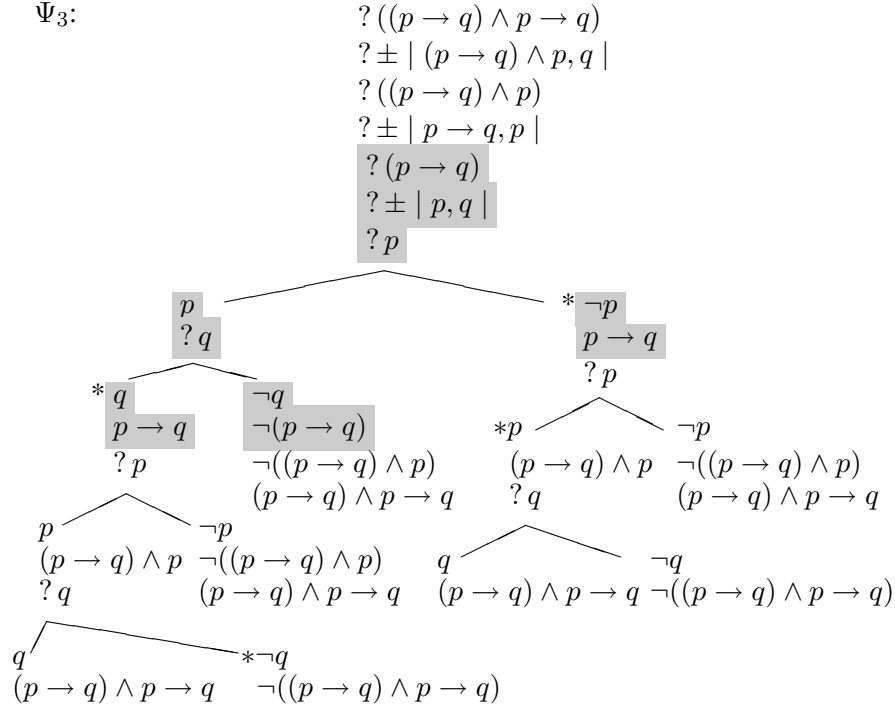 Ψ₃: ? ((p → q) ∧ p → q)
? ± | (p → q) ∧ p, q |
? ((p → q) ∧ p)
? ± | p → q, p |
? (p → q)
? ± | p, q |
? p
p * ¬p
? q p → q
? p
* q ¬q
p → q ¬(p → q) *p ¬p
? p ¬((p → q) ∧ p) (p → q) ∧ p ¬((p → q) ∧ p)
(p → q) ∧ p → q ? q (p → q) ∧ p → q
p ¬p
(p → q) ∧ p ¬((p → q) ∧ p) q ¬q
? q (p → q) ∧ p → q (p → q) ∧ p → q ¬((p → q) ∧ p → q)
q *¬q
(p → q) ∧ p → q ¬((p → q) ∧ p → q)